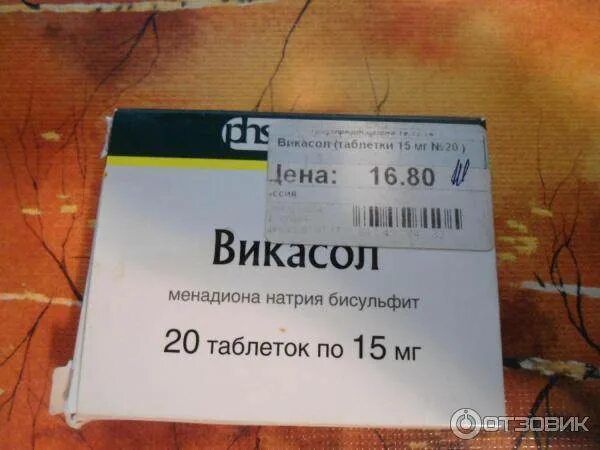 phs
Викасол (таблетки 15 мг №20 )
Цена: 16.80
Викасол
менадиона натрия бисульфит
20 таблеток по 15 мг
ОТЗОВИК